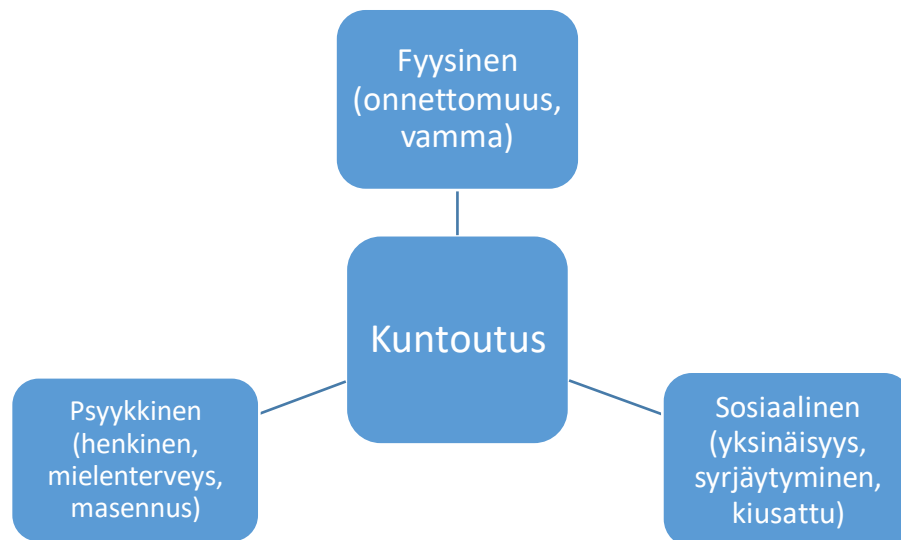 Fyysinen
(onnettomuus,
vamma)
Kuntoutus
Psyykkinen
(henkinen,
mielenterveys,
masennus)
Sosiaalinen
(yksinäisyys,
syrjäytyminen,
kiusattu)